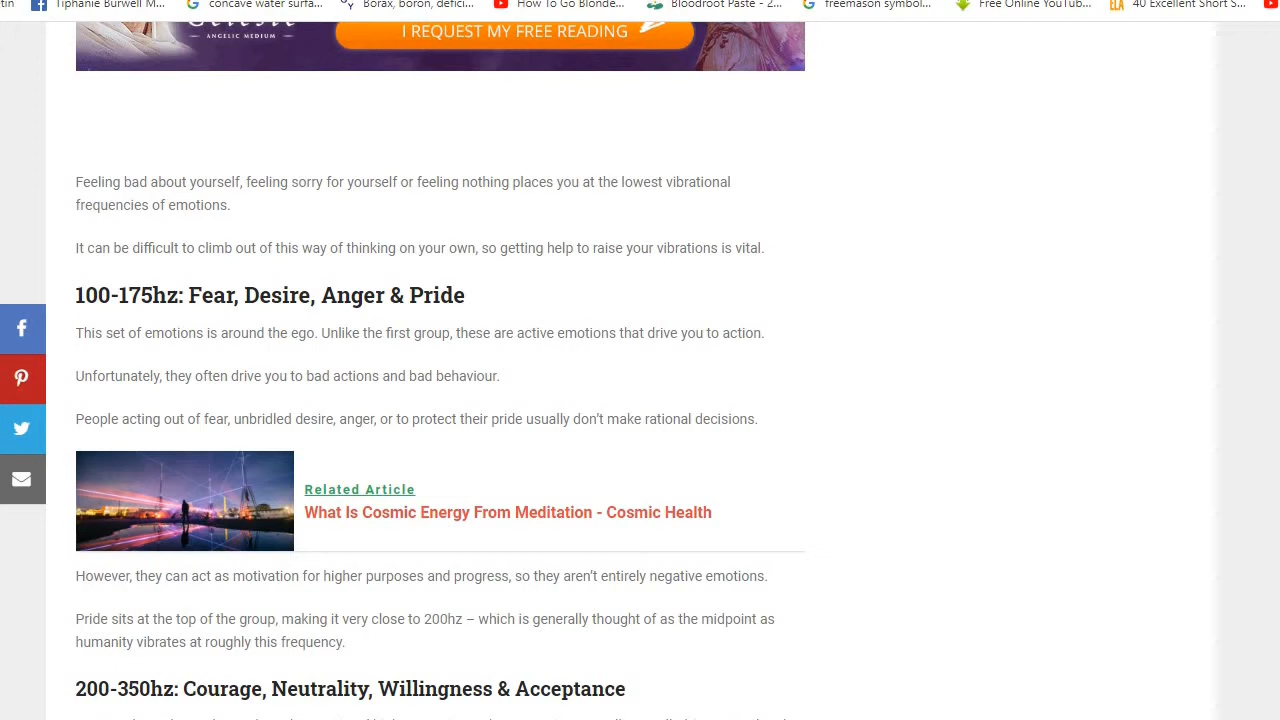 tin Tiphanie Burwell M... concave water surfa... Borax, boron, defici... How To Go Blonde... Bloodroot Paste - 2... freemason symbol... Free Online YouTub... ELA 40 Excellent Short S...
Celeste
ANGELIC MEDIUM
I REQUEST MY FREE READING
Feeling bad about yourself, feeling sorry for yourself or feeling nothing places you at the lowest vibrational
frequencies of emotions.
It can be difficult to climb out of this way of thinking on your own, so getting help to raise your vibrations is vital.
100-175hz: Fear, Desire, Anger & Pride
This set of emotions is around the ego. Unlike the first group, these are active emotions that drive you to action.
Unfortunately, they often drive you to bad actions and bad behaviour.
People acting out of fear, unbridled desire, anger, or to protect their pride usually don’t make rational decisions.
Related Article
What Is Cosmic Energy From Meditation - Cosmic Health
However, they can act as motivation for higher purposes and progress, so they aren’t entirely negative emotions.
Pride sits at the top of the group, making it very close to 200hz – which is generally thought of as the midpoint as
humanity vibrates at roughly this frequency.
200-350hz: Courage, Neutrality, Willingness & Acceptance